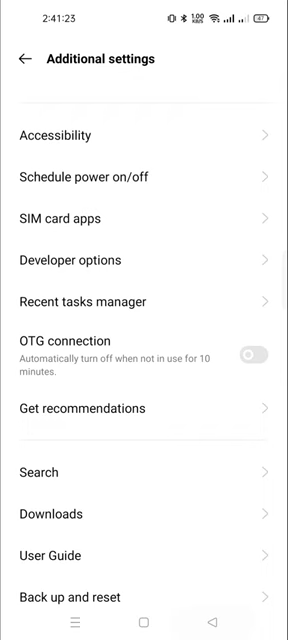 2:41:23
1.00
KB/S
47
Additional settings
Accessibility
Schedule power on/off
SIM card apps
Developer options
Recent tasks manager
OTG connection
Automatically turn off when not in use for 10
minutes.
Get recommendations
Search
Downloads
User Guide
Back up and reset